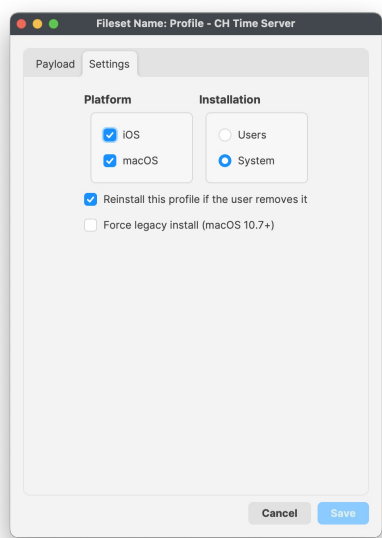 Fileset Name: Profile - CH Time Server
Payload Settings
Platform Installation
iOS Users
macOS System
Reinstall this profile if the user removes it
Force legacy install (macOS 10.7+)
Cancel Save